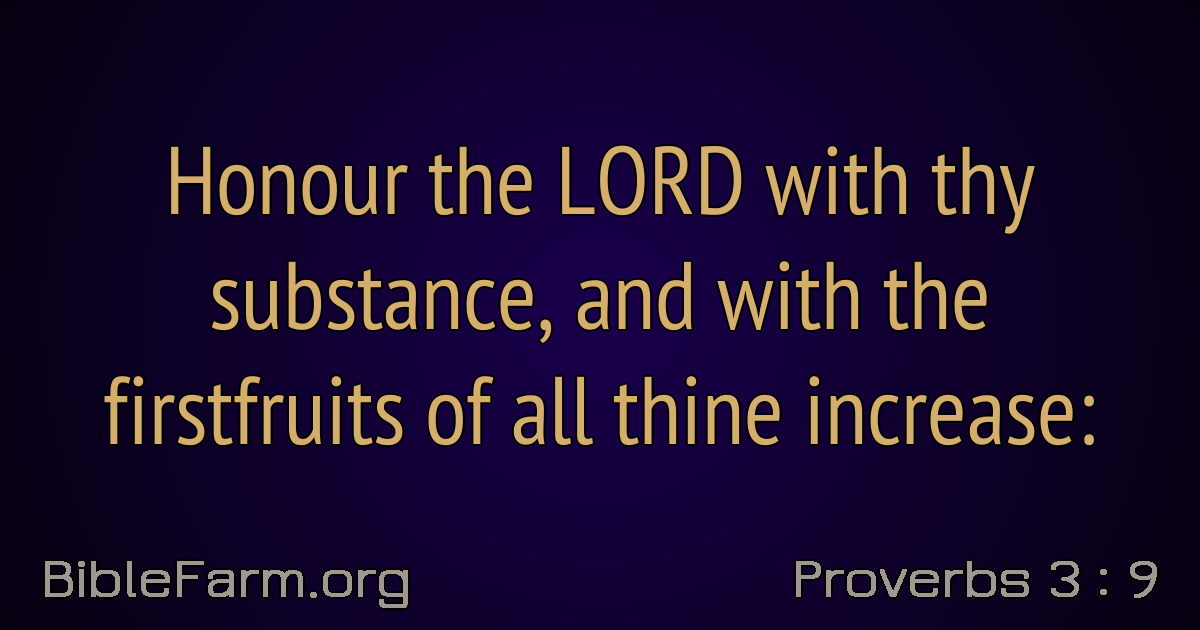 Honour the LORD with thy
substance, and with the
firstfruits of all thine increase:
BibleFarm.org
Proverbs 3 : 9